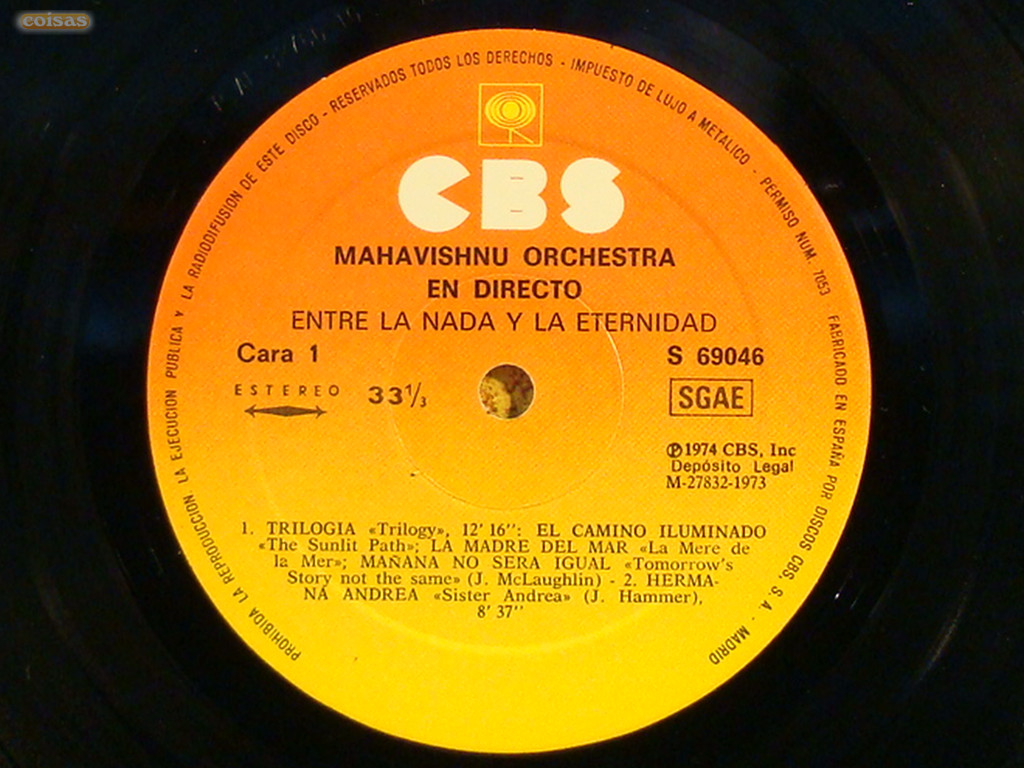 coisas
PROHIBIDA LA REPRODUCCION, LA EJECUCION PUBLICA Y LA RADIODIFUSION DE ESTE DISCO - RESERVADOS TODOS LOS DERECHOS - IMPUESTO DE LUJO A METALICO - PERMISO NUM. 7053 FABRICADO EN ESPAÑA POR DISCOS CBS, S. A. - MADRID
CBS
MAHAVISHNU ORCHESTRA
EN DIRECTO
ENTRE LA NADA Y LA ETERNIDAD
Cara 1
S 69046
ESTEREO 33 1/3
SGAE
Ⓟ 1974 CBS, Inc
Depósito Legal
M-27832-1973
1. TRILOGIA «Trilogy», 12' 16'': EL CAMINO ILUMINADO
«The Sunlit Path»; LA MADRE DEL MAR «La Mere de
la Mer»; MAÑANA NO SERA IGUAL «Tomorrow's
Story not the same» (J. McLaughlin) - 2. HERMA-
NA ANDREA «Sister Andrea» (J. Hammer),
8' 37''